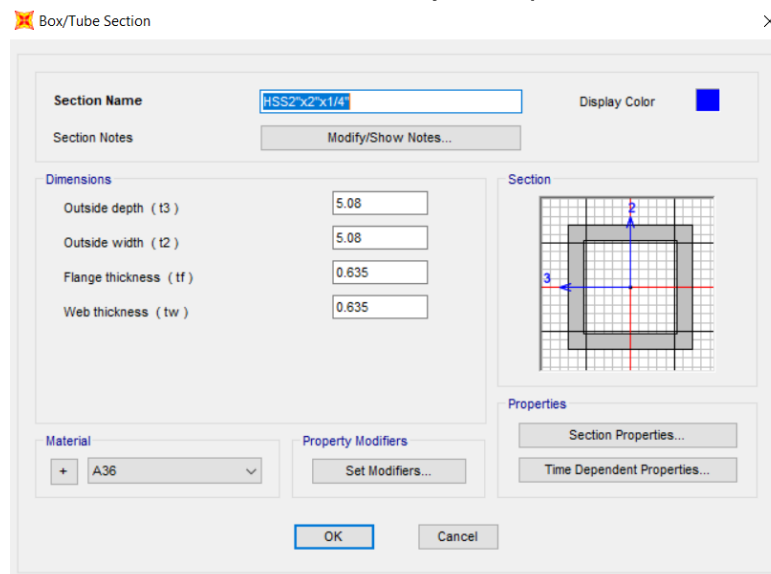 Box/Tube Section
Section Name HSS2"x2"x1/4" Display Color
Section Notes Modify/Show Notes...
Dimensions
Outside depth ( t3 ) 5.08
Outside width ( t2 ) 5.08
Flange thickness ( tf ) 0.635
Web thickness ( tw ) 0.635
Section
2
3
Properties
Section Properties...
Time Dependent Properties...
Material
+ A36
Property Modifiers
Set Modifiers...
OK Cancel